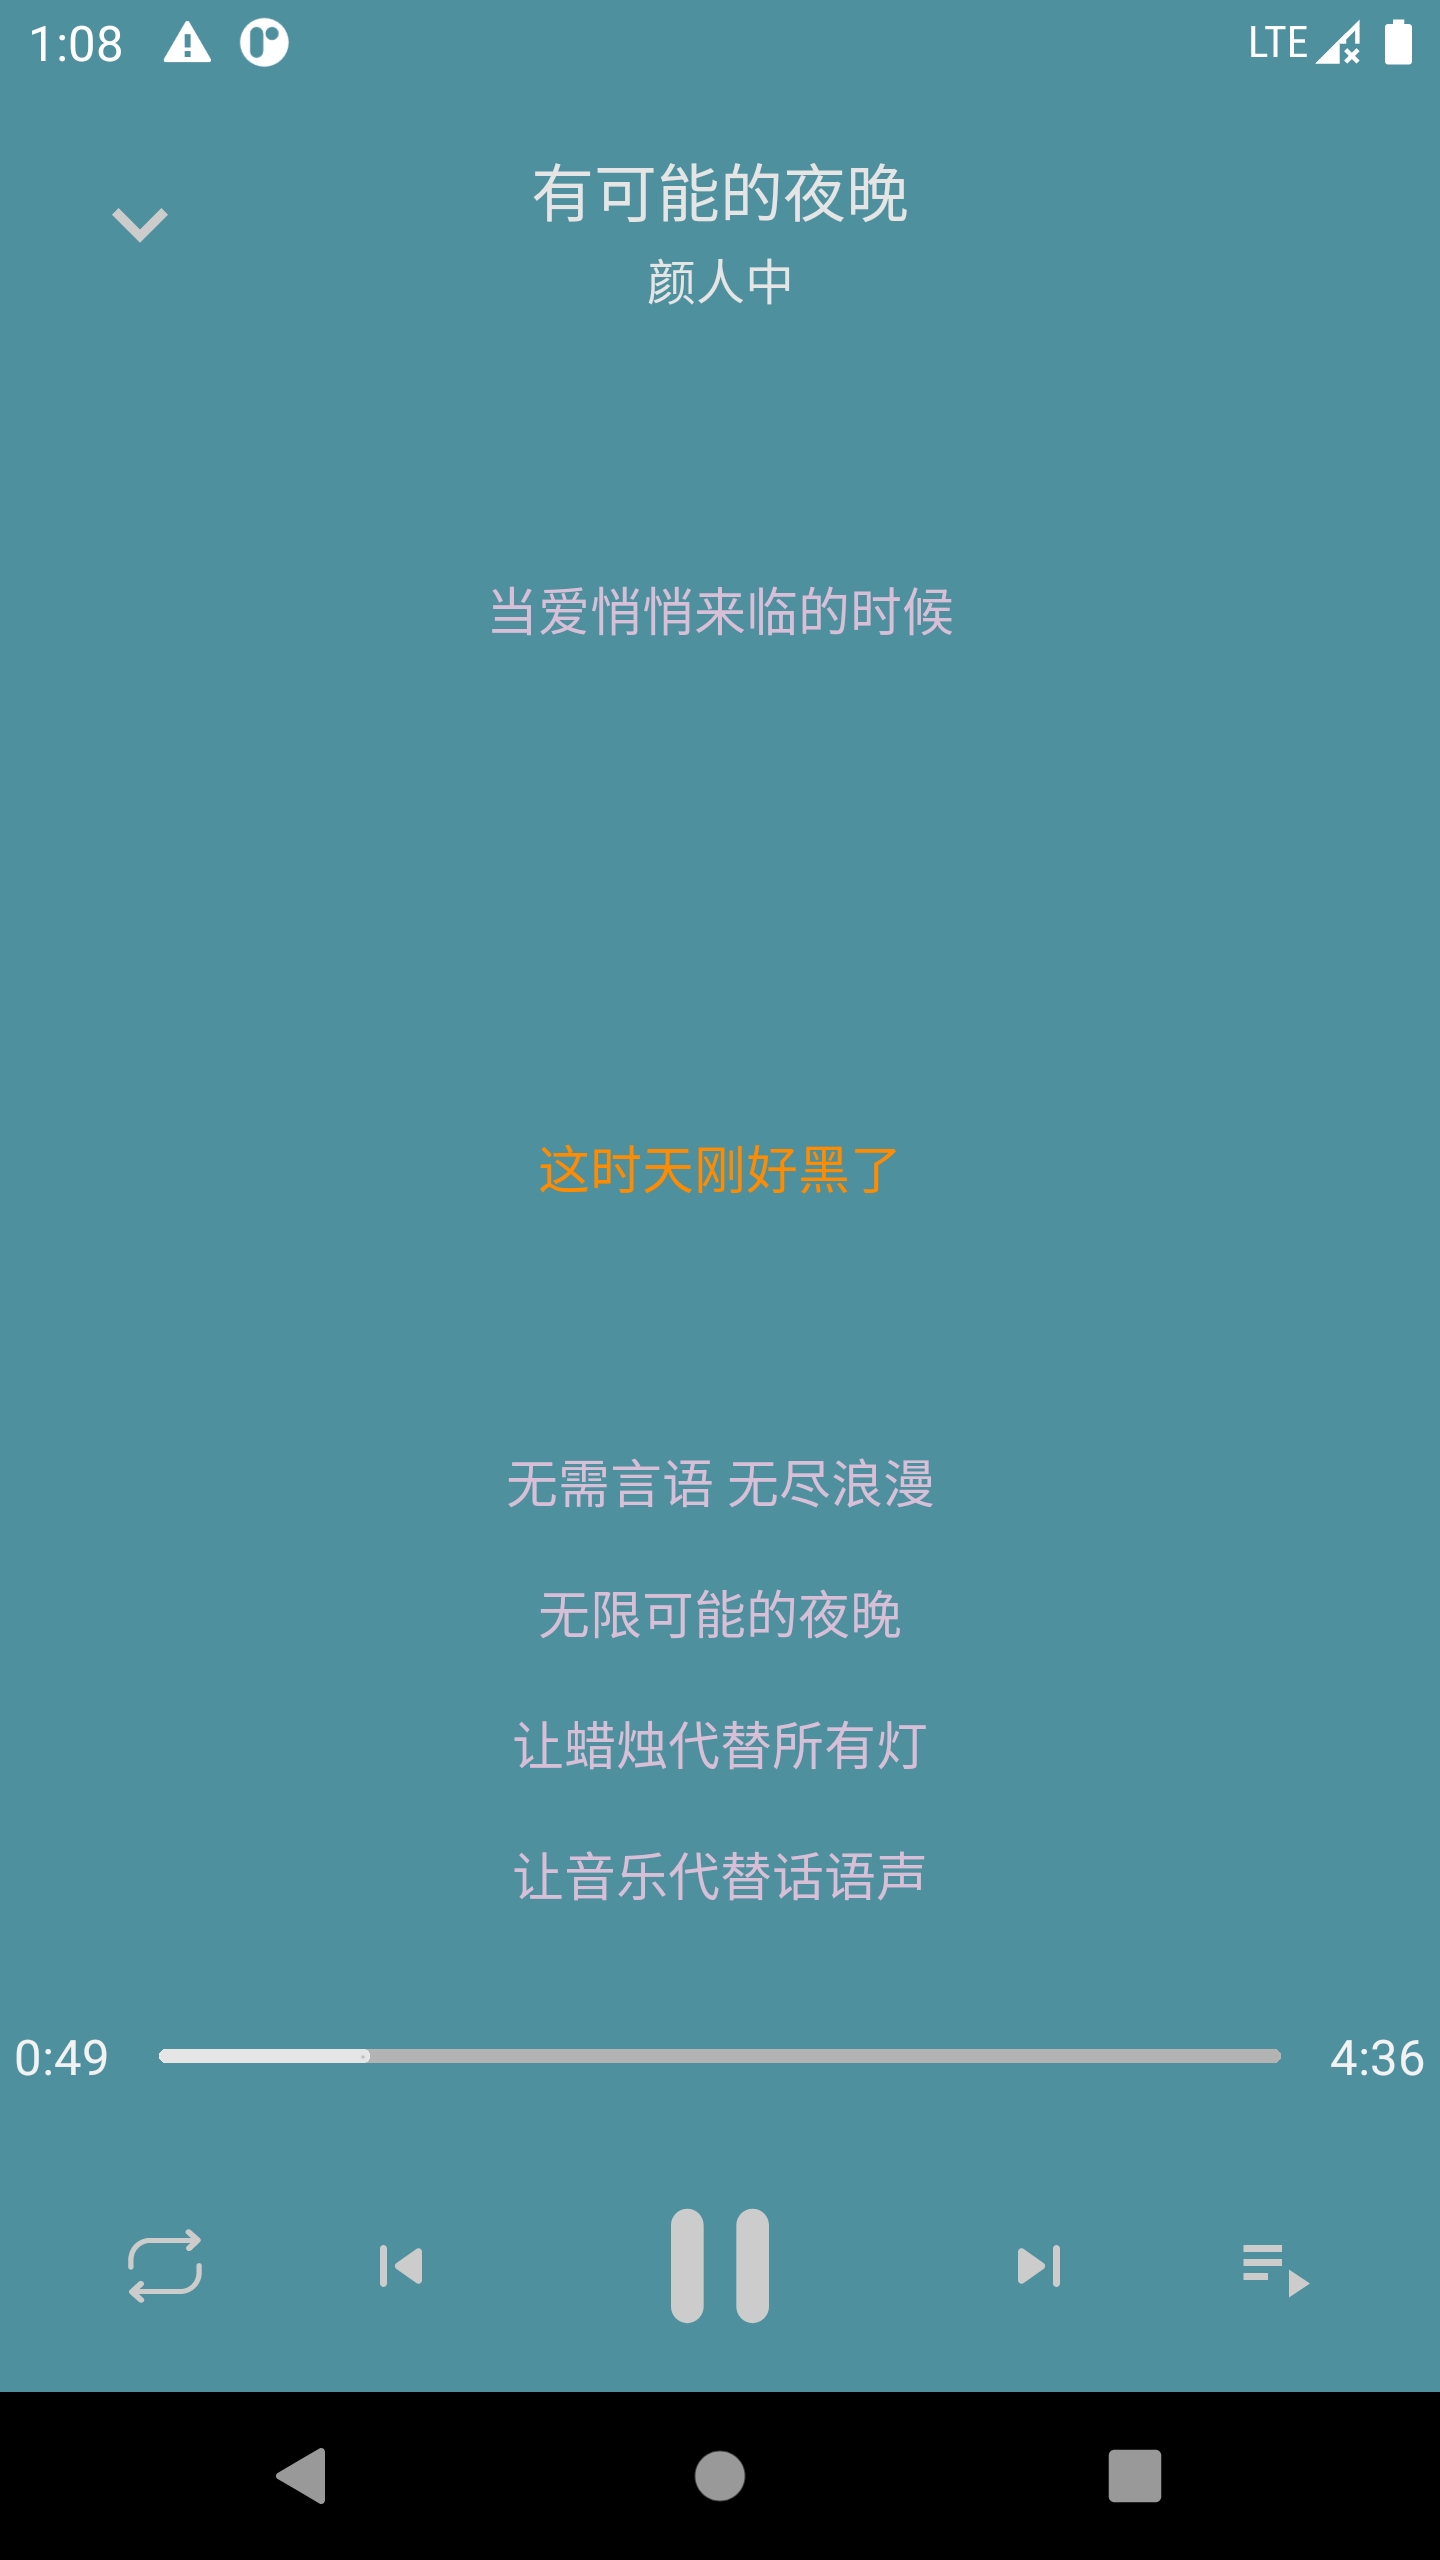 1:08
LTE
有可能的夜晚
颜人中
当爱悄悄来临的时候
这时天刚好黑了
无需言语 无尽浪漫
无限可能的夜晚
让蜡烛代替所有灯
让音乐代替话语声
0:49
4:36